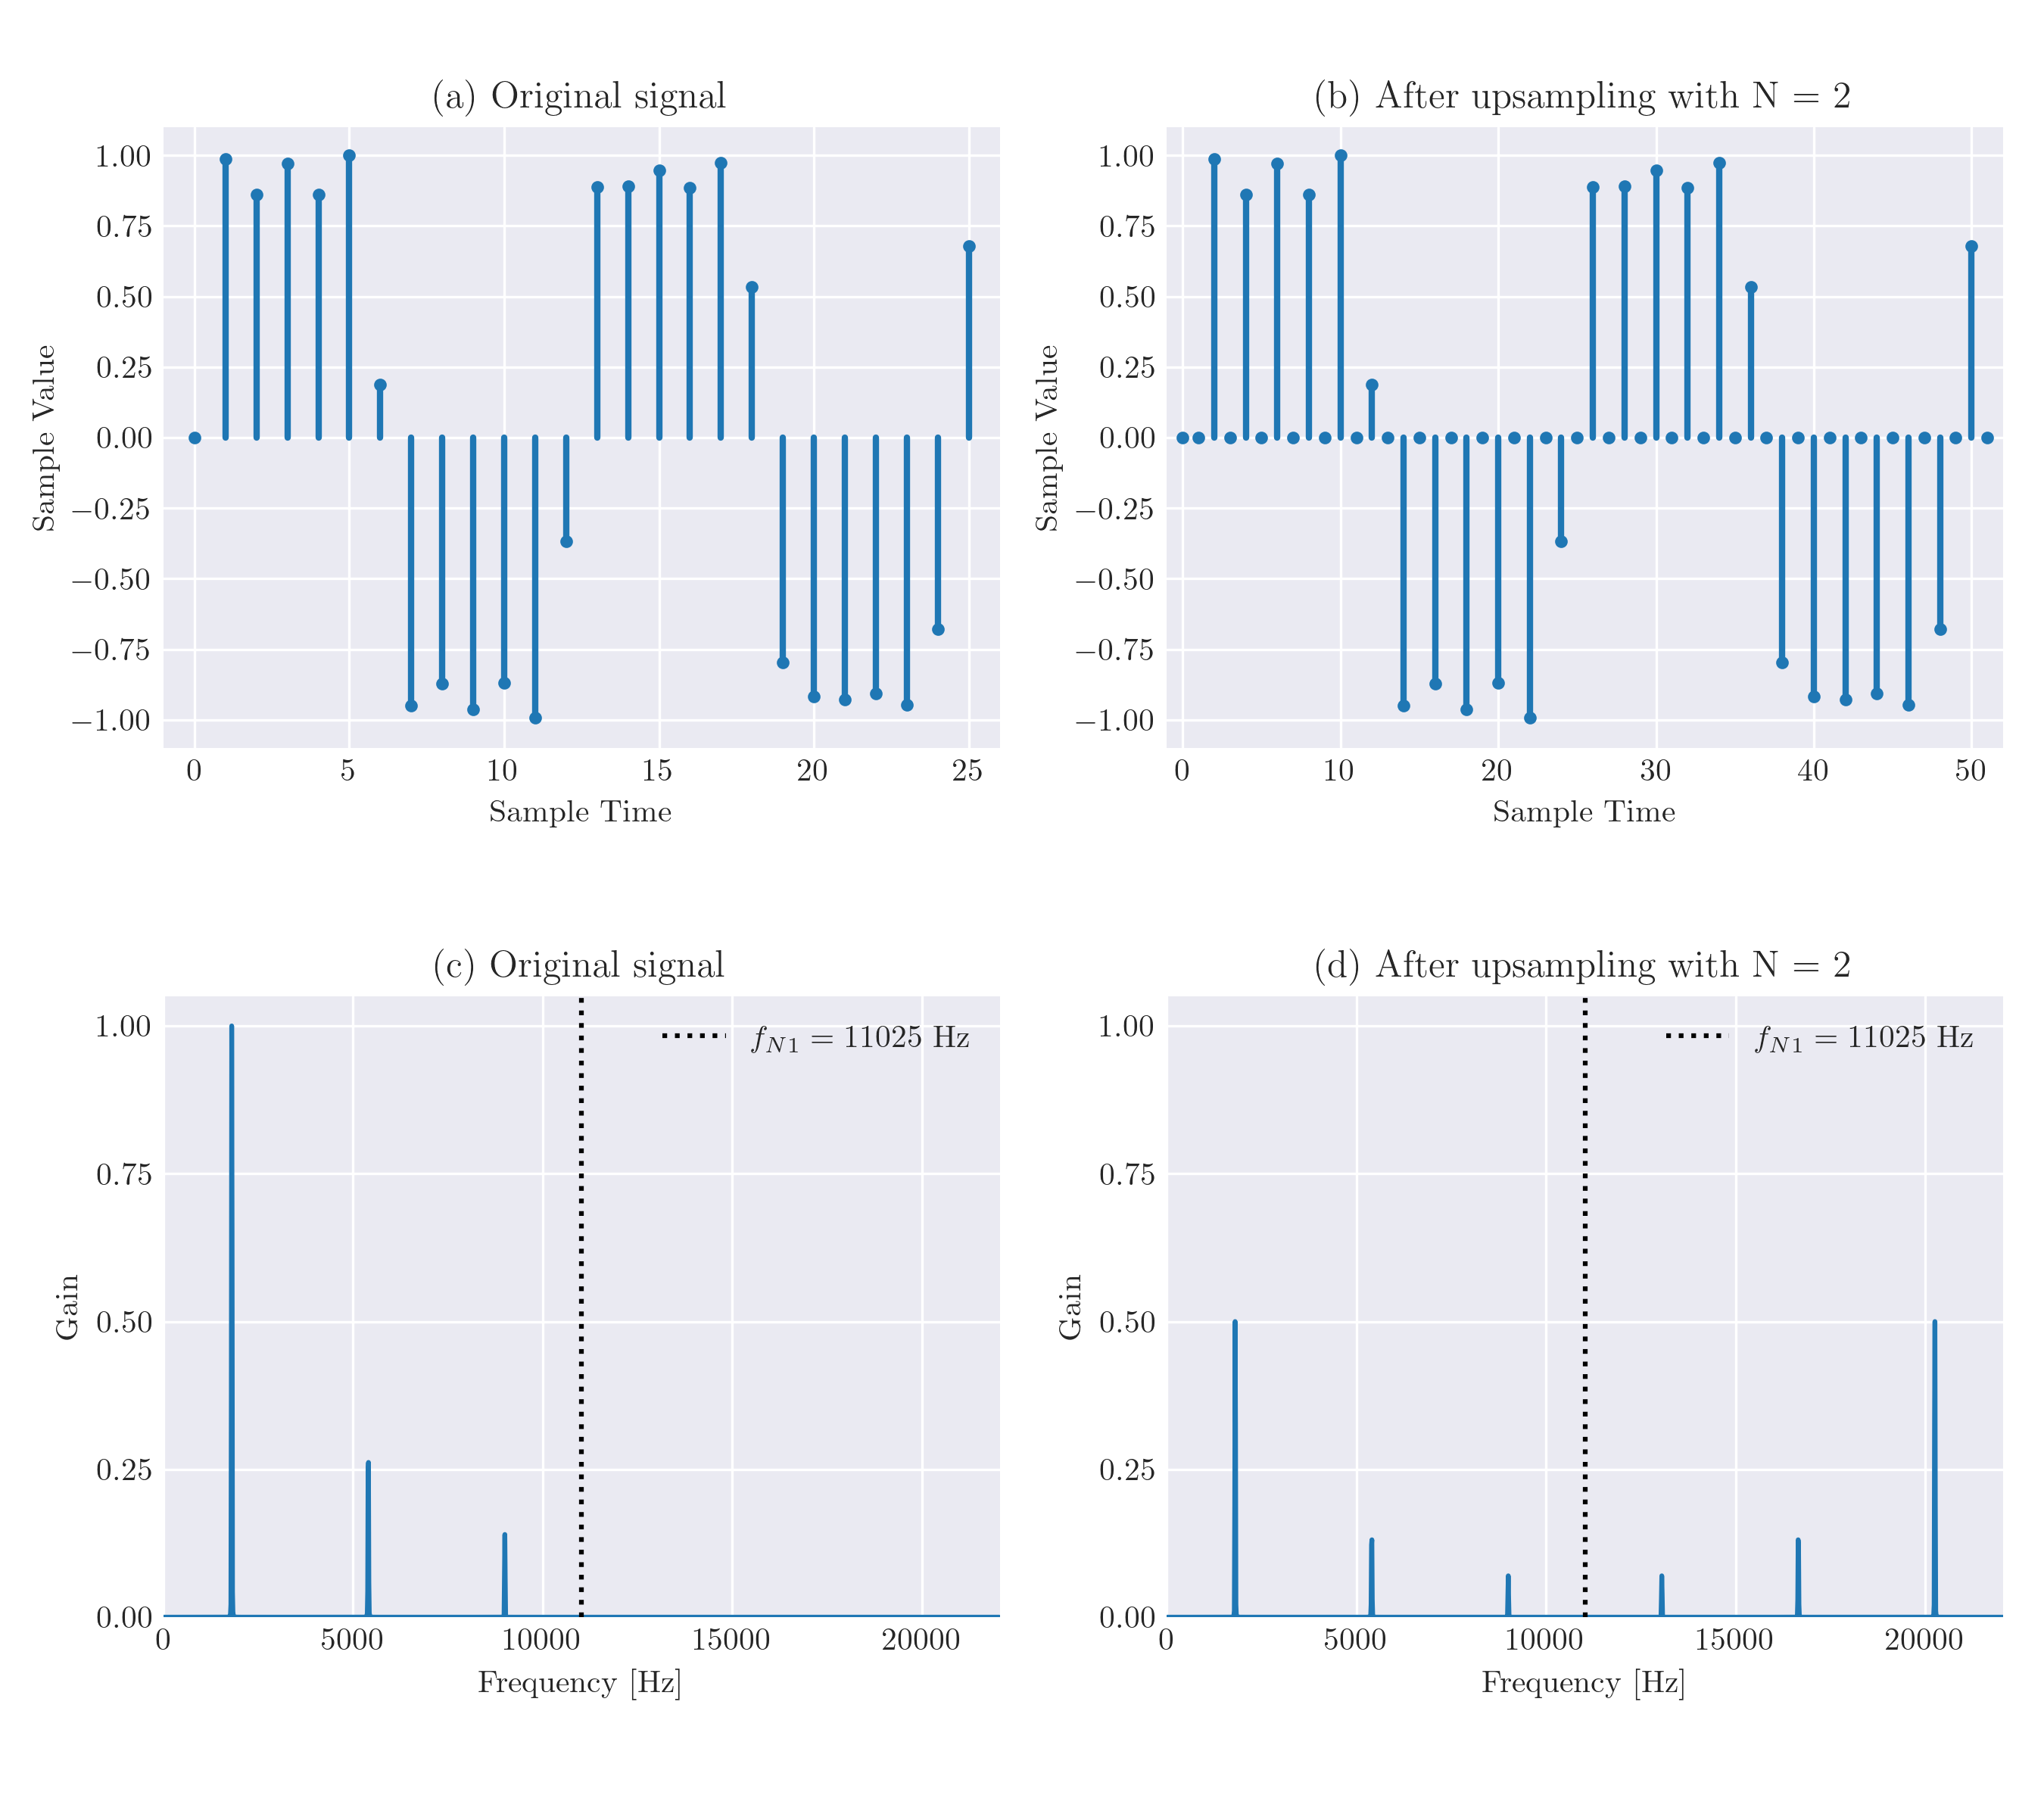 (a) Original signal
1.00
0.75
0.50
0.25
0.00
−0.25
−0.50
−0.75
−1.00
Sample Value
0 5 10 15 20 25
Sample Time
(b) After upsampling with N = 2
1.00
0.75
0.50
0.25
0.00
−0.25
−0.50
−0.75
−1.00
Sample Value
0 10 20 30 40 50
Sample Time
(c) Original signal
f_{N1} = 11025 Hz
1.00
0.75
0.50
0.25
0.00
Gain
0 5000 10000 15000 20000
Frequency [Hz]
(d) After upsampling with N = 2
f_{N1} = 11025 Hz
1.00
0.75
0.50
0.25
0.00
Gain
0 5000 10000 15000 20000
Frequency [Hz]